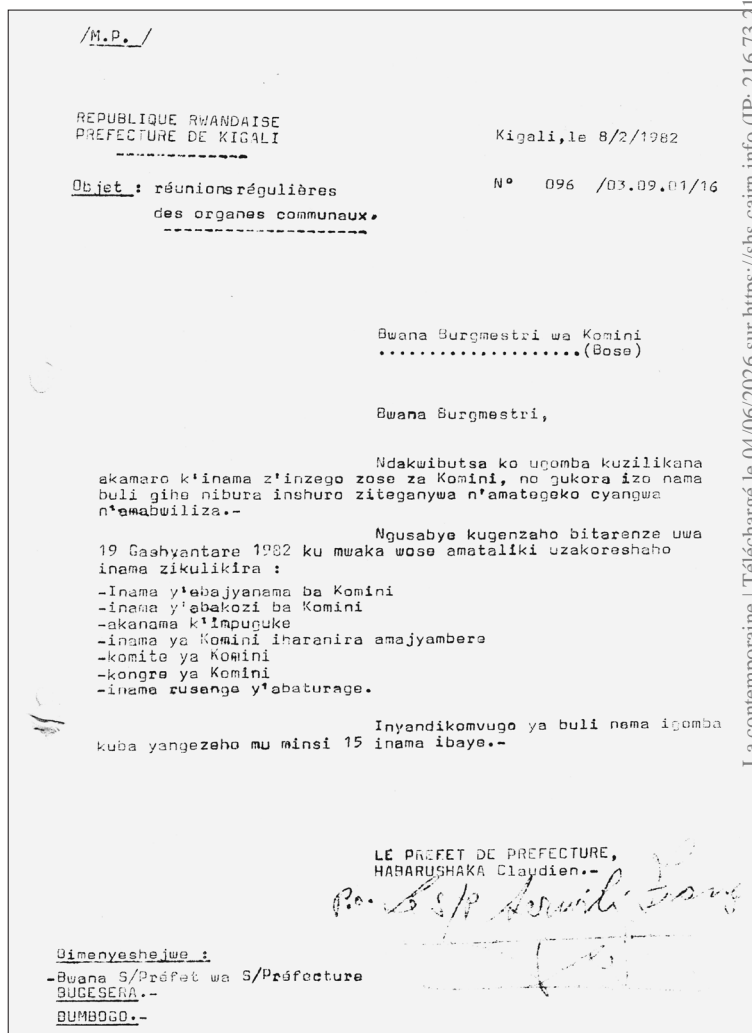 /M.P. /
REPUBLIQUE RWANDAISE
PREFECTURE DE KIGALI
Kigali,le 8/2/1982
Objet : réunions régulières
des organes communaux.
N° 096 /03.09.01/16
Bwana Burgmestri wa Komini
....................(Bose)
Bwana Burgmestri,
Ndakwibutsa ko ugomba kuzilikana
akamaro k'inama z'inzego zose za Komini, no gukora izo nama
buli gihe nibura inshuro ziteganywa n'amategeko cyangwa
n'amabwiliza.-
Ngusabye kugenzaho bitarenze uwa
19 Gashyantare 1982 ku mwaka wose amataliki uzakoreshaho
inama zikulikira :
-Inama y'abajyanama ba Komini
-inama y'abakozi ba Komini
-akanama k'impuguke
-inama ya Komini iharanira amajyambere
-komite ya Komini
-kongre ya Komini
-inama rusange y'abaturage.
Inyandikomvugo ya buli nama igomba
kuba yangezeho mu minsi 15 inama ibaye.-
LE PREFET DE PREFECTURE,
HABARUSHAKA Claudien.-
P.o. S/P
Bimenyeshejwe :
-Bwana S/Préfet wa S/Préfecture
BUGESERA.-
BUMBOGO.-
La contemporaine | Téléchargé le 04/06/2026 sur https://shs.cairn.info (IP: 216.73.21